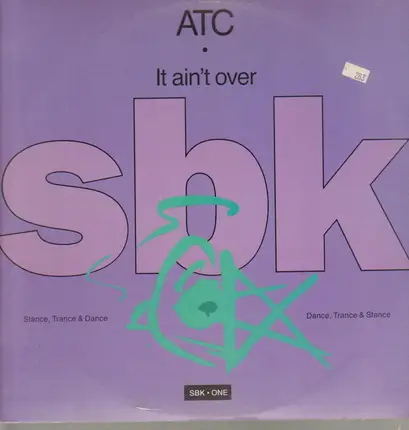 ATC
•
It ain't over
sbk
Stance, Trance & Dance
Dance, Trance & Stance
SBK • ONE